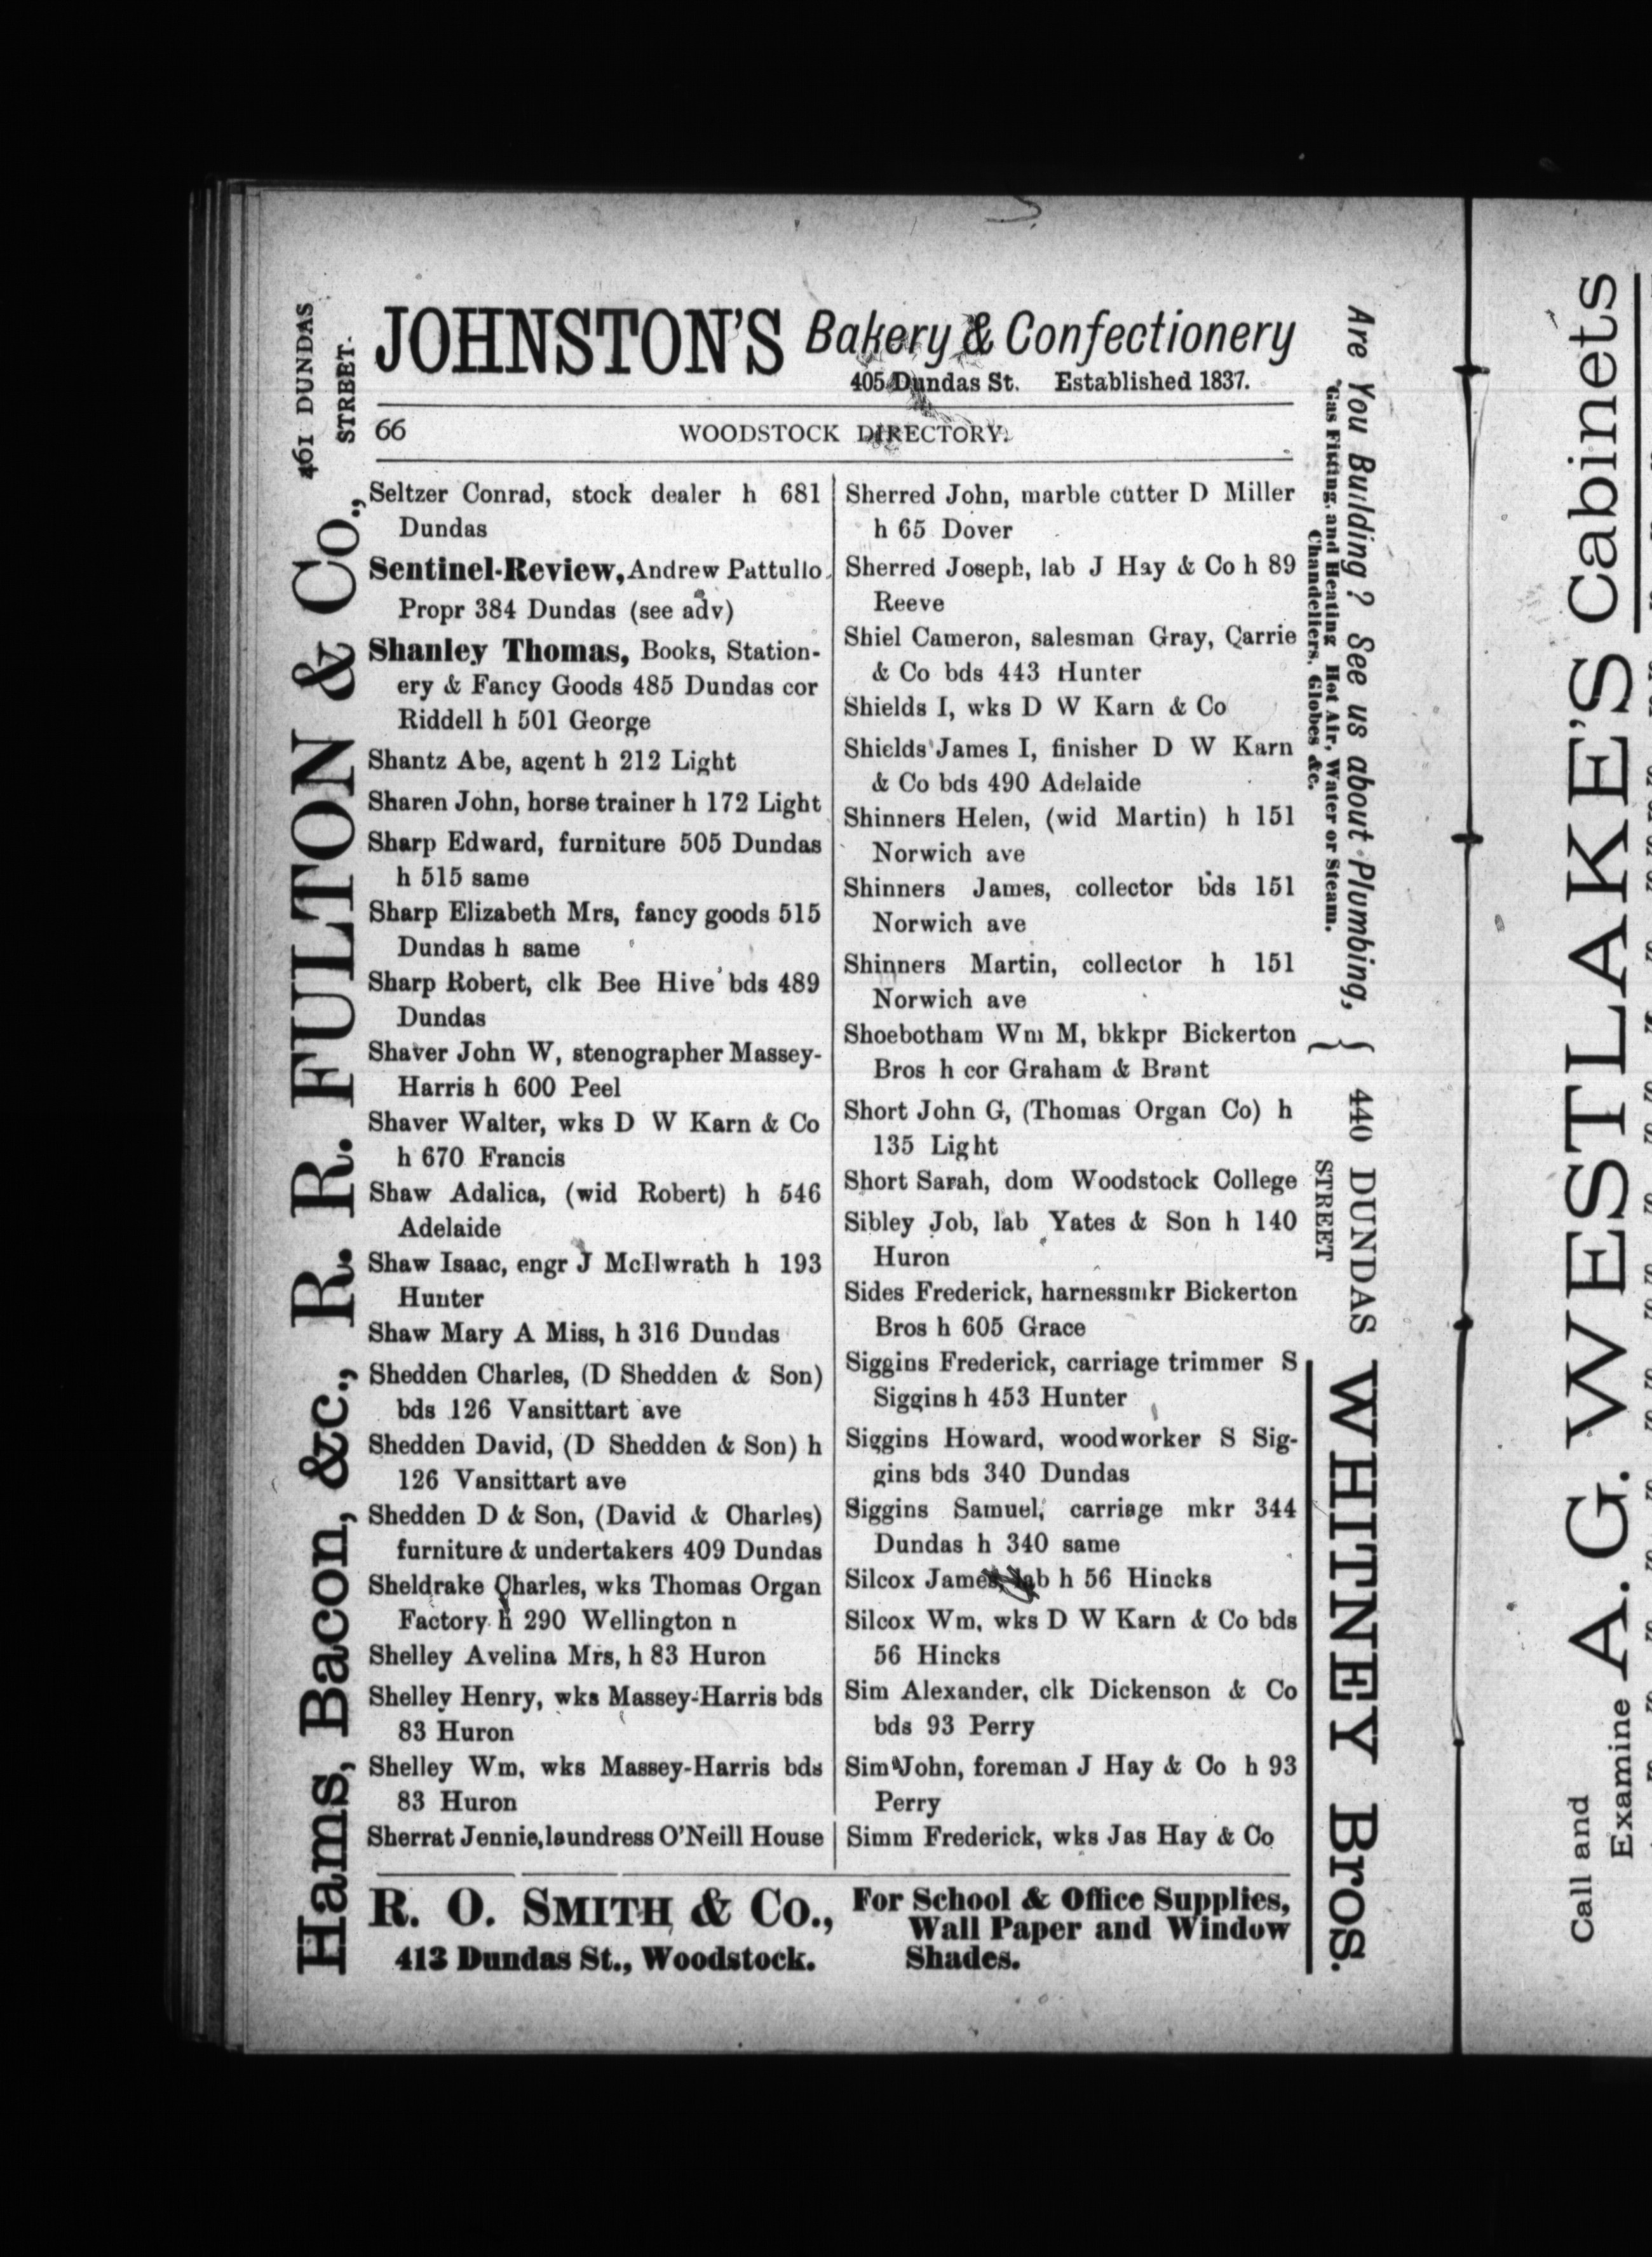 JOHNSTON'S Bakery & Confectionery
405 Dundas St. Established 1837.
66 WOODSTOCK DIRECTORY.
Seltzer Conrad, stock dealer h 681
Dundas
Sentinel-Review, Andrew Pattullo
Propr 384 Dundas (see adv)
Shanley Thomas, Books, Station-
ery & Fancy Goods 485 Dundas cor
Riddell h 501 George
Shantz Abe, agent h 212 Light
Sharen John, horse trainer h 172 Light
Sharp Edward, furniture 505 Dundas
h 515 same
Sharp Elizabeth Mrs, fancy goods 515
Dundas h same
Sharp Robert, clk Bee Hive bds 489
Dundas
Shaver John W, stenographer Massey-
Harris h 600 Peel
Shaver Walter, wks D W Karn & Co
h 670 Francis
Shaw Adalica, (wid Robert) h 546
Adelaide
Shaw Isaac, engr J McIlwrath h 193
Hunter
Shaw Mary A Miss, h 316 Dundas
Shedden Charles, (D Shedden & Son)
bds 126 Vansittart ave
Shedden David, (D Shedden & Son) h
126 Vansittart ave
Shedden D & Son, (David & Charles)
furniture & undertakers 409 Dundas
Sheldrake Charles, wks Thomas Organ
Factory h 290 Wellington n
Shelley Avelina Mrs, h 83 Huron
Shelley Henry, wks Massey-Harris bds
83 Huron
Shelley Wm, wks Massey-Harris bds
83 Huron
Sherrat Jennie, laundress O'Neill House
Sherred John, marble cutter D Miller
h 65 Dover
Sherred Joseph, lab J Hay & Co h 89
Reeve
Shiel Cameron, salesman Gray, Carrie
& Co bds 443 Hunter
Shields I, wks D W Karn & Co
Shields James I, finisher D W Karn
& Co bds 490 Adelaide
Shinners Helen, (wid Martin) h 151
Norwich ave
Shinners James, collector bds 151
Norwich ave
Shinners Martin, collector h 151
Norwich ave
Shoebotham Wm M, bkkpr Bickerton
Bros h cor Graham & Brant
Short John G, (Thomas Organ Co) h
135 Light
Short Sarah, dom Woodstock College
Sibley Job, lab Yates & Son h 140
Huron
Sides Frederick, harnessmkr Bickerton
Bros h 605 Grace
Siggins Frederick, carriage trimmer S
Siggins h 453 Hunter
Siggins Howard, woodworker S Sig-
gins bds 340 Dundas
Siggins Samuel, carriage mkr 344
Dundas h 340 same
Silcox James, lab h 56 Hincks
Silcox Wm, wks D W Karn & Co bds
56 Hincks
Sim Alexander, clk Dickenson & Co
bds 93 Perry
Sim John, foreman J Hay & Co h 93
Perry
Simm Frederick, wks Jas Hay & Co
R. O. SMITH & Co.,
413 Dundas St., Woodstock.
For School & Office Supplies,
Wall Paper and Window
Shades.
Hams, Bacon, &c., R. R. FULTON & Co.,
461 DUNDAS
STREET.
Are You Building? See us about Plumbing,
Gas Fitting, and Heating Hot Air, Water or Steam.
Chandeliers, Globes &c.
440 DUNDAS
STREET
WHITNEY Bros.
Call and
Examine
A. G. WESTLAKE'S Cabinets